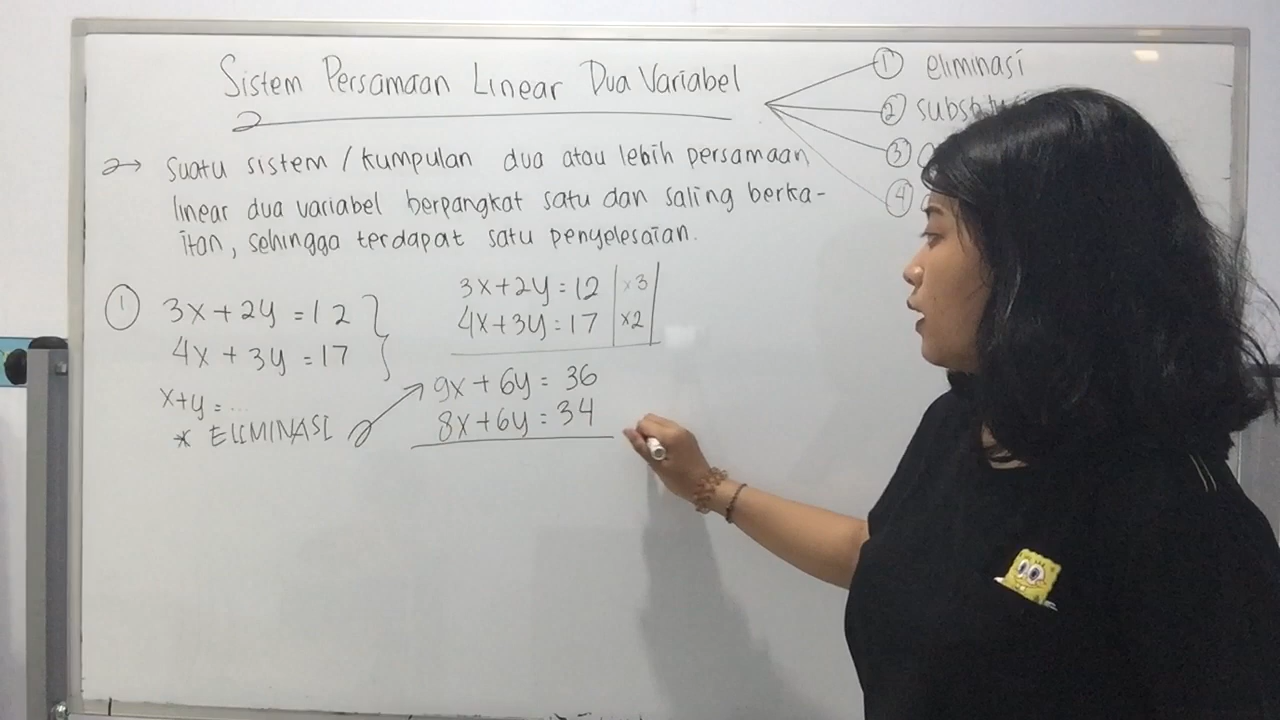 Sistem Persamaan Linear Dua Variabel
① eliminasi
②
③
④
suatu sistem / kumpulan dua atau lebih persamaan
linear dua variabel berpangkat satu dan saling berka-
itan, sehingga terdapat satu penyelesaian.
① 3x + 2y = 12
4x + 3y = 17
x+y = ...
* ELIMINASI
3x + 2y = 12 | x3 |
4x + 3y = 17 | x2 |
9x + 6y = 36
8x + 6y = 34